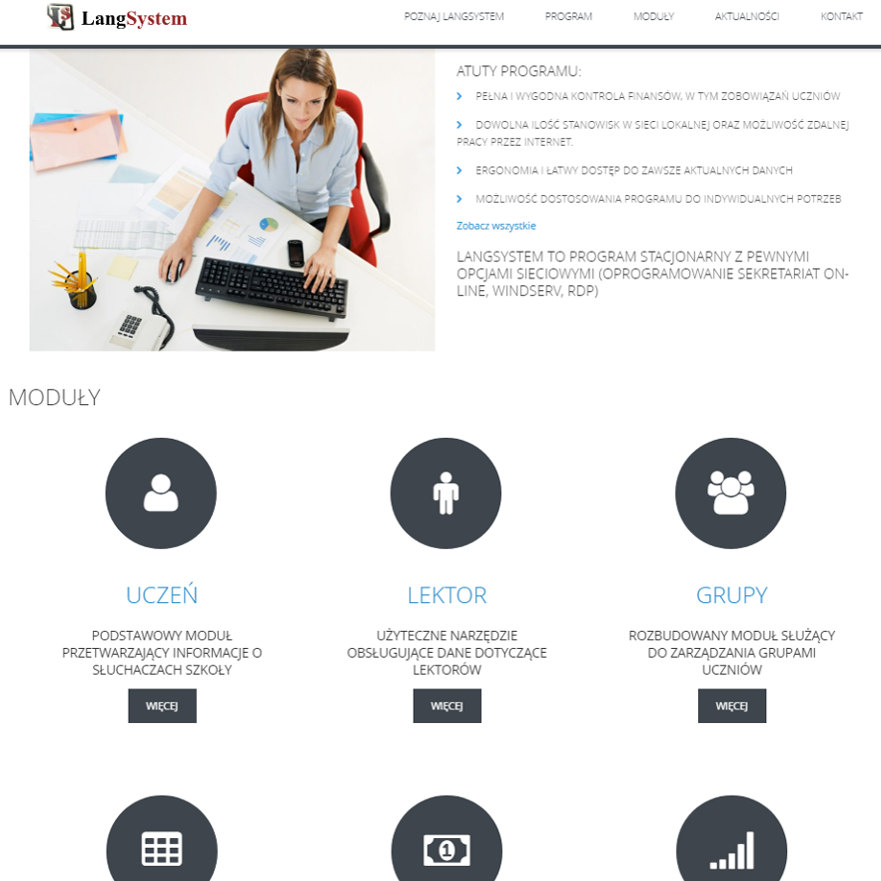 LangSystem
POZNAJ LANGSYSTEM PROGRAM MODUŁY AKTUALNOŚCI KONTAKT
ATUTY PROGRAMU:
PEŁNA I WYGODNA KONTROLA FINANSÓW, W TYM ZOBOWIĄZAŃ UCZNIÓW
DOWOLNA ILOŚĆ STANOWISK W SIECI LOKALNEJ ORAZ MOŻLIWOŚĆ ZDALNEJ
PRACY PRZEZ INTERNET.
ERGONOMIA I ŁATWY DOSTĘP DO ZAWSZE AKTUALNYCH DANYCH
MOŻLIWOŚĆ DOSTOSOWANIA PROGRAMU DO INDYWIDUALNYCH POTRZEB
Zobacz wszystkie
LANGSYSTEM TO PROGRAM STACJONARNY Z PEWNYMI
OPCJAMI SIECIOWYMI (OPROGRAMOWANIE SEKRETARIAT ON-
LINE, WINDSERV, RDP)
MODUŁY
UCZEŃ
PODSTAWOWY MODUŁ
PRZETWARZAJĄCY INFORMACJE O
SŁUCHACZACH SZKOŁY
WIĘCEJ
LEKTOR
UŻYTECZNE NARZĘDZIE
OBSŁUGUJĄCE DANE DOTYCZĄCE
LEKTORÓW
WIĘCEJ
GRUPY
ROZBUDOWANY MODUŁ SŁUŻĄCY
DO ZARZĄDZANIA GRUPAMI
UCZNIÓW
WIĘCEJ
1